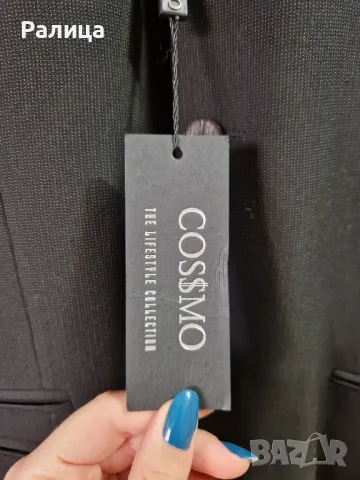 Ралица
COS$MO
THE LIFESTYLE COLLECTION
BAZAR